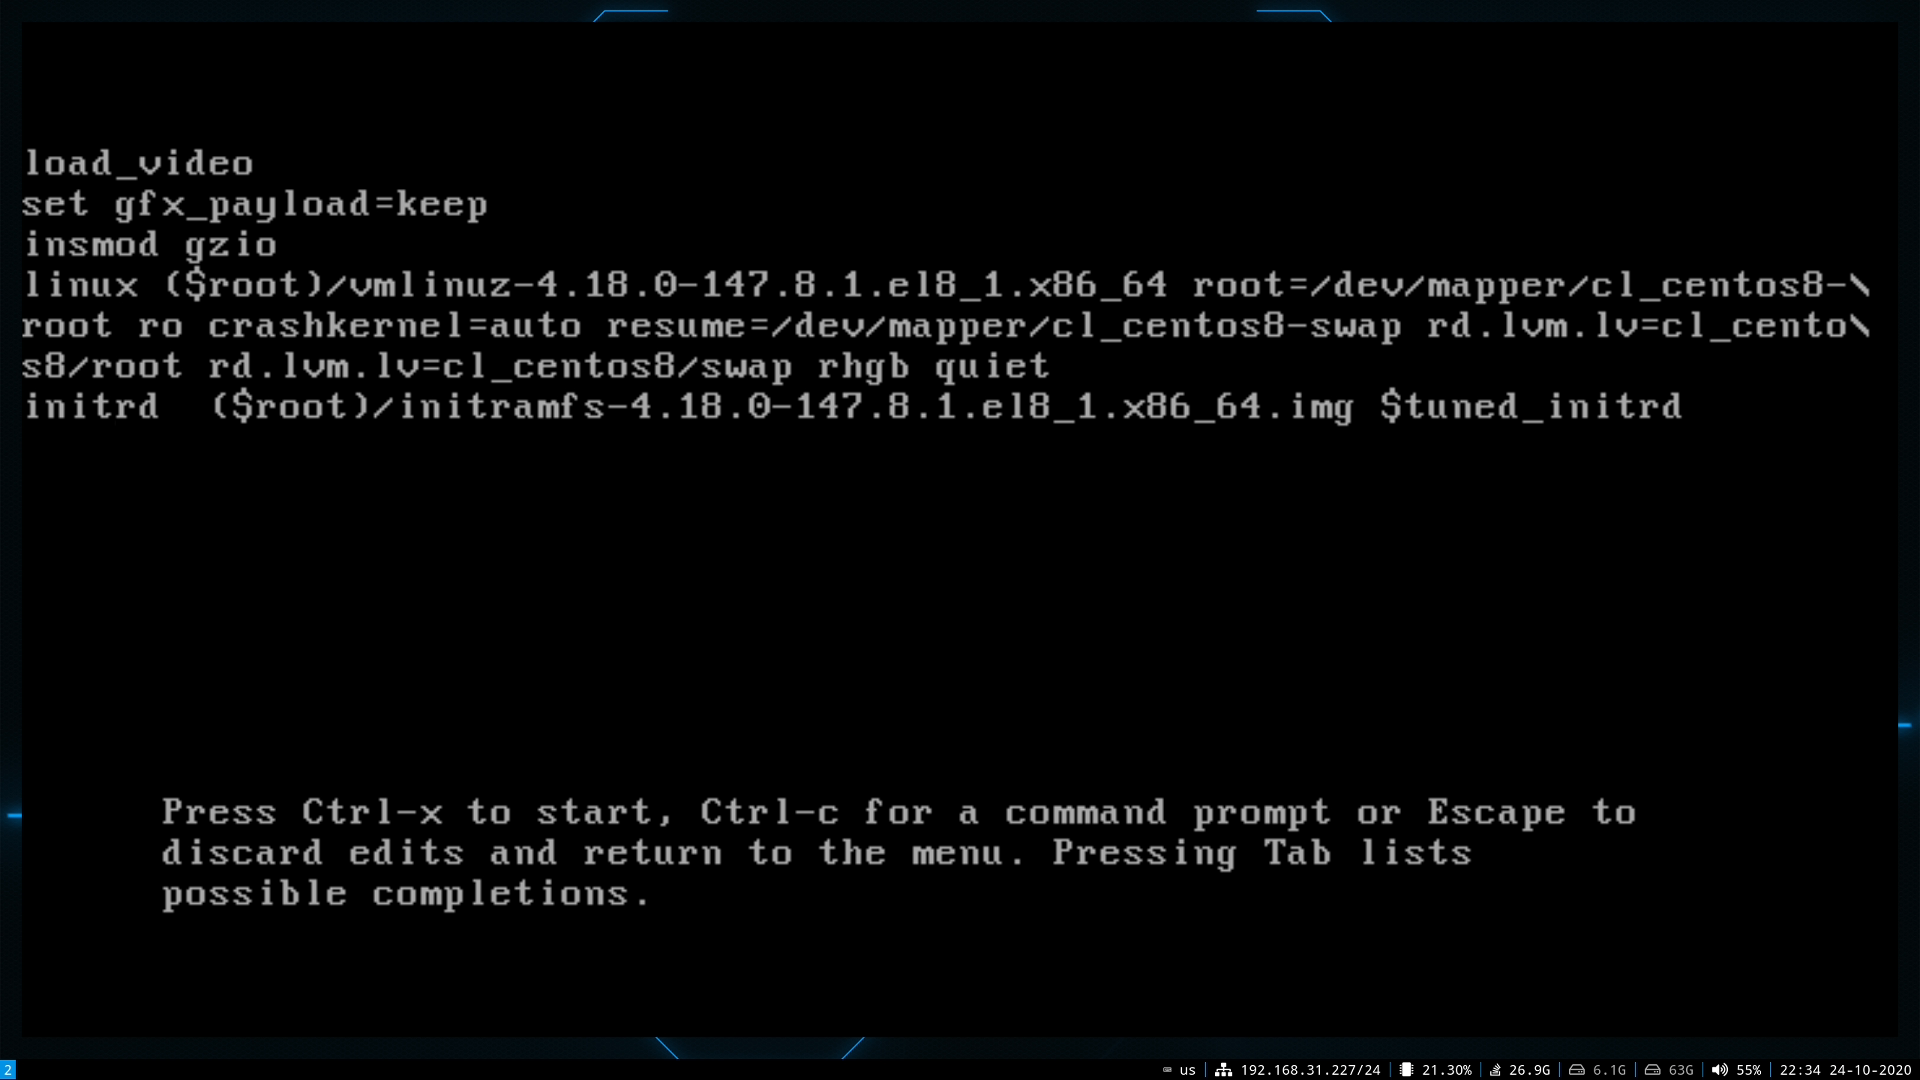 load_video
set gfx_payload=keep
insmod gzio
linux ($root)/vmlinuz-4.18.0-147.8.1.el8_1.x86_64 root=/dev/mapper/cl_centos8-\
root ro crashkernel=auto resume=/dev/mapper/cl_centos8-swap rd.lvm.lv=cl_cento\
s8/root rd.lvm.lv=cl_centos8/swap rhgb quiet
initrd  ($root)/initramfs-4.18.0-147.8.1.el8_1.x86_64.img $tuned_initrd
Press Ctrl-x to start, Ctrl-c for a command prompt or Escape to
discard edits and return to the menu. Pressing Tab lists
possible completions.
2 us 192.168.31.227/24 21.30% 26.9G 6.1G 63G 55% 22:34 24-10-2020